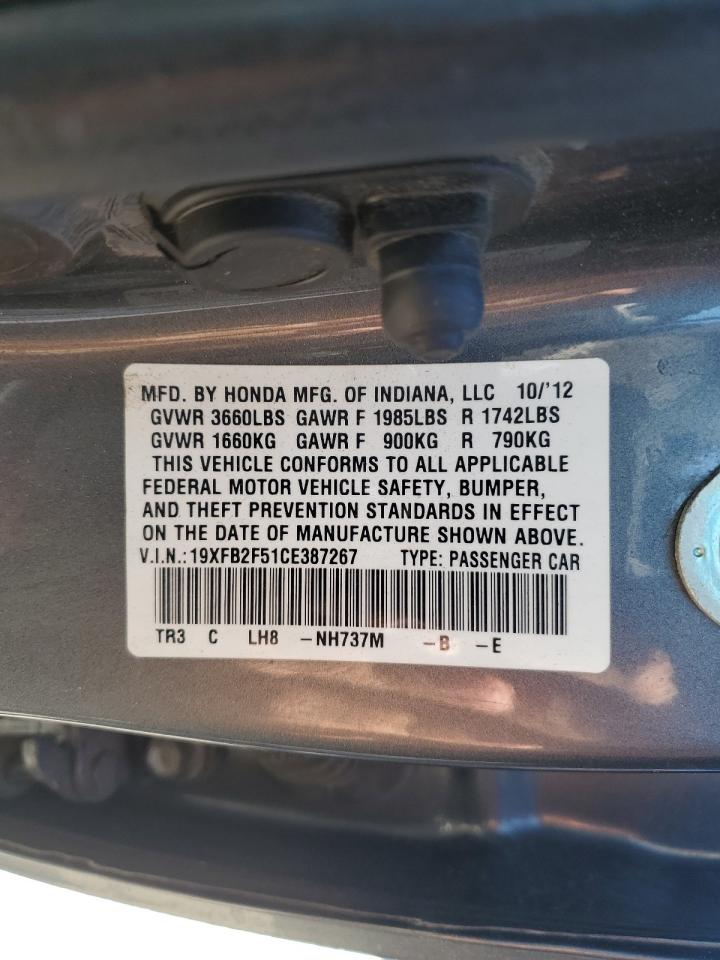 MFD. BY HONDA MFG. OF INDIANA, LLC 10/'12
GVWR 3660LBS GAWR F 1985LBS R 1742LBS
GVWR 1660KG GAWR F 900KG R 790KG
THIS VEHICLE CONFORMS TO ALL APPLICABLE
FEDERAL MOTOR VEHICLE SAFETY, BUMPER,
AND THEFT PREVENTION STANDARDS IN EFFECT
ON THE DATE OF MANUFACTURE SHOWN ABOVE.
V.I.N.:19XFB2F51CE387267 TYPE: PASSENGER CAR
TR3 C LH8 -NH737M -B -E